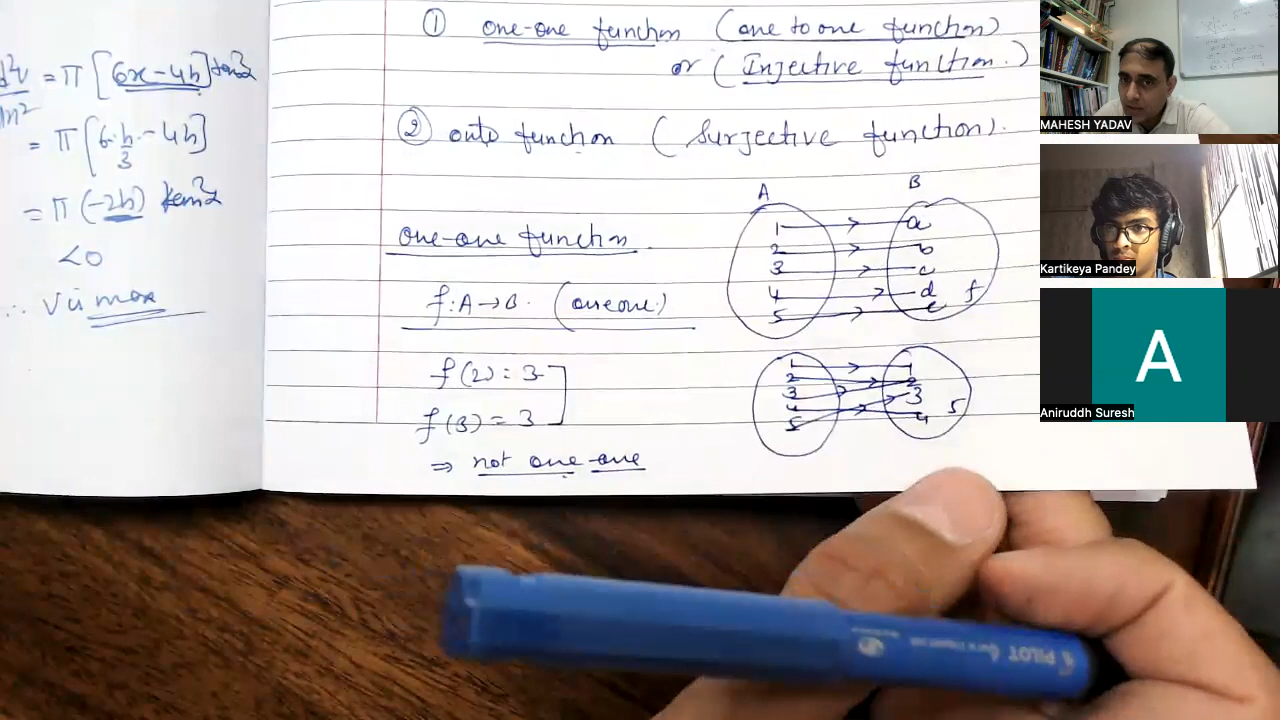 d²v/dx² = π [6x - 4h] tan²α
= π [6·h/3 - 4h]
= π (-2h) tan²α
<0
∴ V is max
① one-one function (one to one function)
or (Injective function.)
② onto function (Surjective function).
one-one function.
f: A→B. (one one)
f(2) = 3
f(3) = 3
⇒ not one-one
A B
1 a
2 b
3 c
4 d f
5 e
1 1
2 2
3 3
4 4 5
5
MAHESH YADAV
Kartikeya Pandey
A
Aniruddh Suresh
PILOT